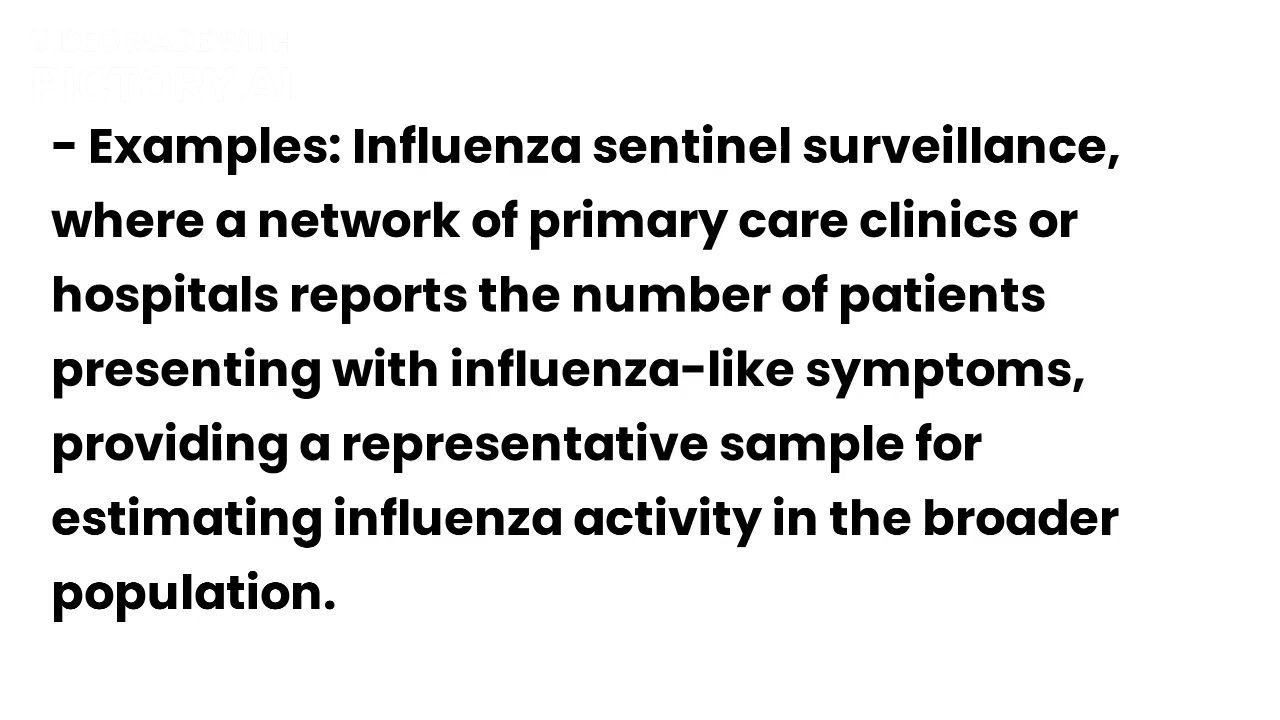 - Examples: Influenza sentinel surveillance,
where a network of primary care clinics or
hospitals reports the number of patients
presenting with influenza-like symptoms,
providing a representative sample for
estimating influenza activity in the broader
population.